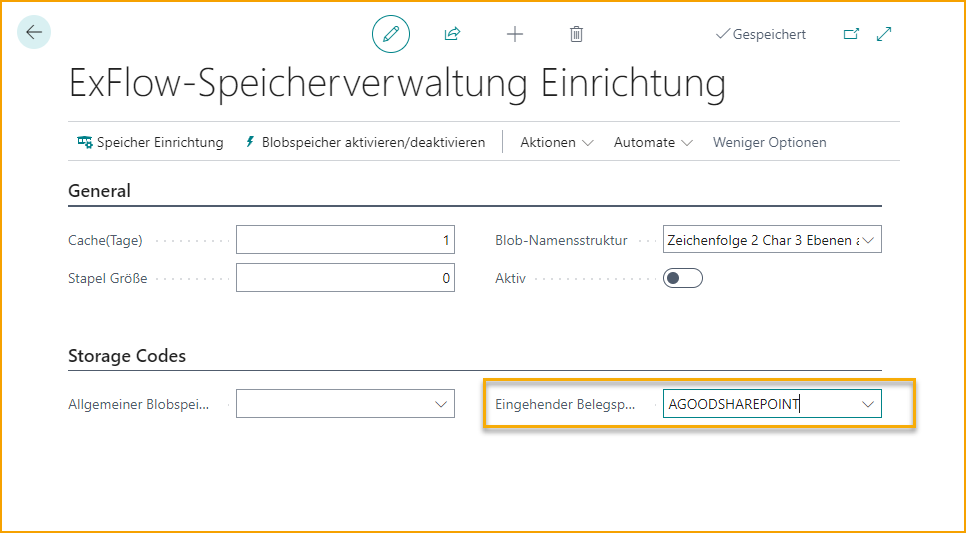 Gespeichert
ExFlow-Speicherverwaltung Einrichtung
Speicher Einrichtung Blobspeicher aktivieren/deaktivieren Aktionen Automate Weniger Optionen
General
Cache(Tage) 1 Blob-Namensstruktur Zeichenfolge 2 Char 3 Ebenen a
Stapel Größe 0 Aktiv
Storage Codes
Allgemeiner Blobspei... Eingehender Belegsp... AGOODSHAREPOINT